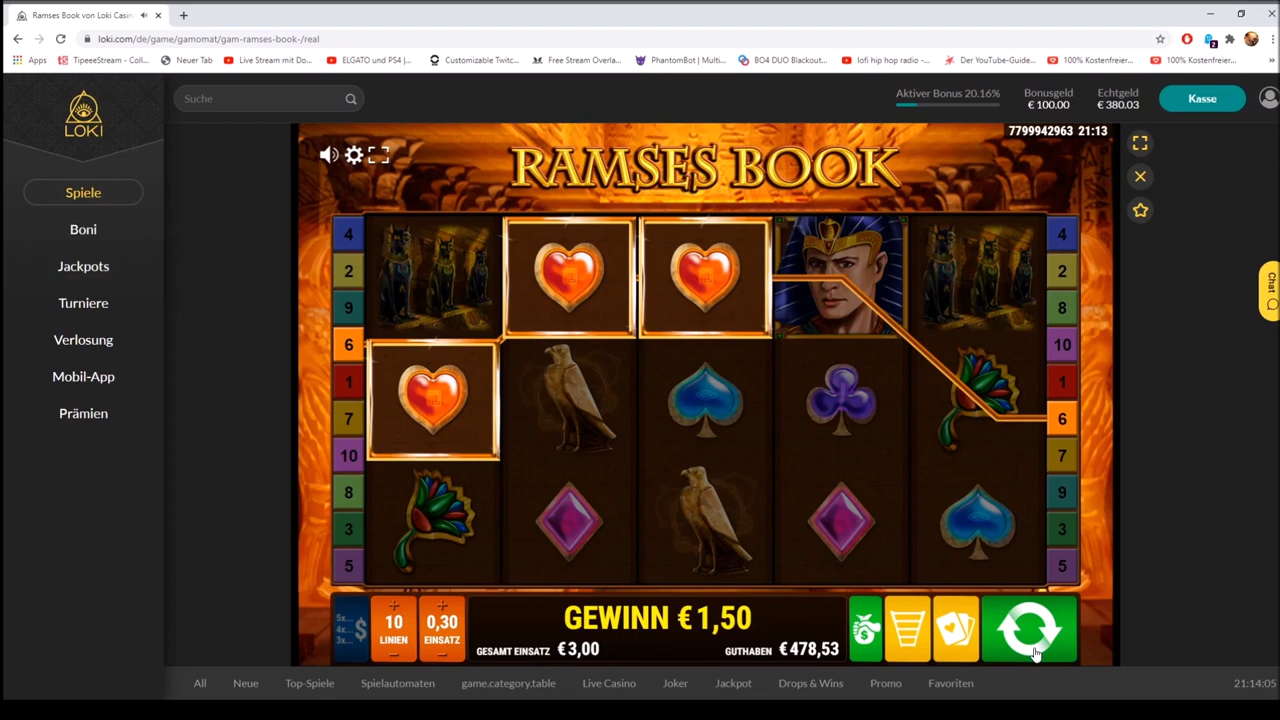 Ramses Book von Loki Casin
loki.com/de/game/gamomat/gam-ramses-book-/real
Apps TipeeeStream - Coll... Neuer Tab Live Stream mit Do... ELGATO und PS4 |... Customizable Twitc... Free Stream Overla... PhantomBot | Multi... BO4 DUO Blackout... lofi hip hop radio -... Der YouTube-Guide... 100% Kostenfreier... 100% Kostenfreier... »
LOKI
Suche
Aktiver Bonus 20.16%
Bonusgeld
€ 100.00
Echtgeld
€ 380.03
Kasse
Spiele
Boni
Jackpots
Turniere
Verlosung
Mobil-App
Prämien
7799942963 21:13
RAMSES BOOK
4 4
2 2
9 8
6 10
1 1
7 6
10 7
8 9
3 3
5 5
Chat
5x...
4x...
3x...
$
+
10
LINIEN
−
+
0,30
EINSATZ
−
GEWINN € 1,50
GESAMT EINSATZ € 3,00
GUTHABEN € 478,53
All Neue Top-Spiele Spielautomaten game.category.table Live Casino Joker Jackpot Drops & Wins Promo Favoriten 21:14:05